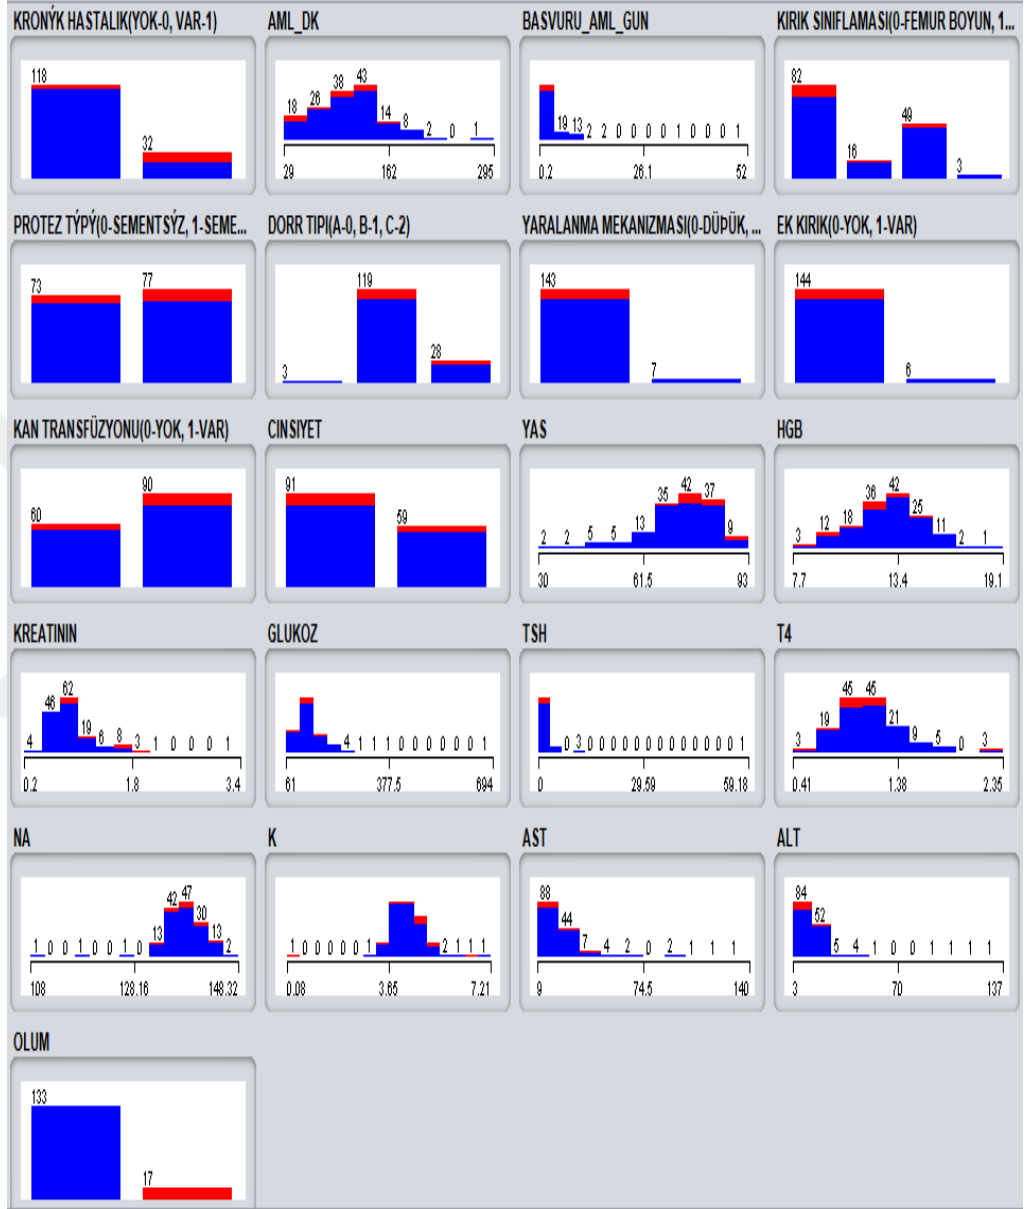 KRONÝK HASTALIK(YOK-0, VAR-1) AML_DK BASVURU_AML_GUN KIRIK SINIFLAMASI(0-FEMUR BOYUN, 1...
118 32
18 26 38 43 14 8 2 0 1
29 162 295
19 13 2 2 0 0 0 0 1 0 0 0 1
0.2 26.1 52
82 16 49 3
PROTEZ TÝPÝ(0-SEMENTSÝZ, 1-SEME... DORR TIPI(A-0, B-1, C-2) YARALANMA MEKANIZMASI(0-DÜÞÜK, ... EK KIRIK(0-YOK, 1-VAR)
73 77
3 119 28
143 7
144 6
KAN TRANSFÜZYONU(0-YOK, 1-VAR) CINSIYET YAS HGB
60 90
91 59
2 2 5 5 13 35 42 37 9
30 61.5 93
3 12 18 36 42 25 11 2 1
7.7 13.4 19.1
KREATININ GLUKOZ TSH T4
4 46 62 19 6 8 3 1 0 0 0 1
0.2 1.8 3.4
4 1 1 1 0 0 0 0 0 0 1
61 377.5 694
0 3 0 0 0 0 0 0 0 0 0 0 0 0 0 1
0 29.59 59.18
3 19 45 45 21 9 5 0 3
0.41 1.38 2.35
NA K AST ALT
1 0 0 1 0 0 1 0 13 42 47 30 13 2
108 128.16 148.32
1 0 0 0 0 0 1 2 1 1 1
0.08 3.65 7.21
88 44 7 4 2 0 2 1 1 1
9 74.5 140
84 52 5 4 1 0 0 1 1 1 1
3 70 137
OLUM
133 17